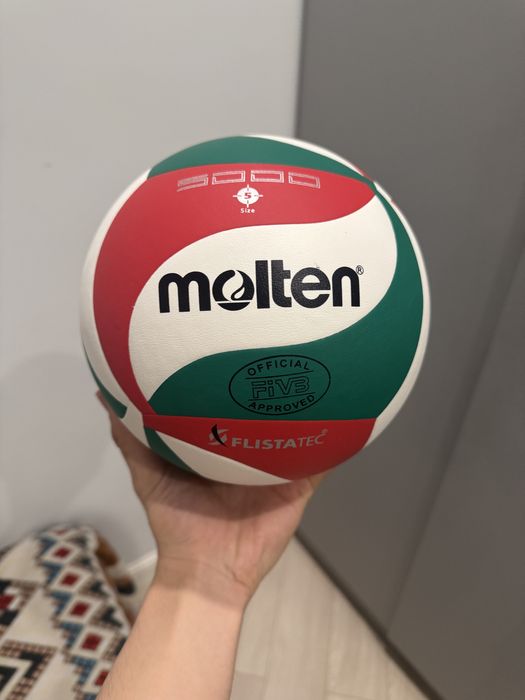 5000
5
Size
molten®
OFFICIAL
FiVB
APPROVED
FLISTATEC®